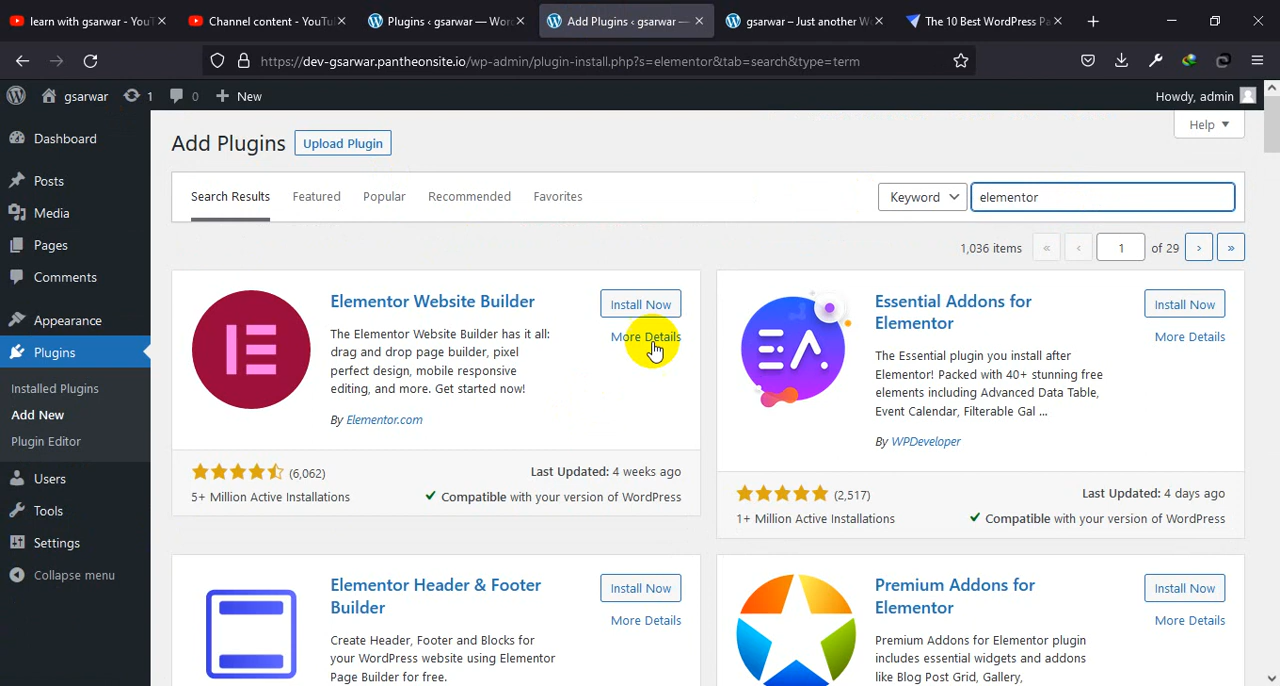 learn with gsarwar - YouT
Channel content - YouTu
Plugins ‹ gsarwar — Worc
Add Plugins ‹ gsarwar —
gsarwar – Just another W
The 10 Best WordPress Pa
https://dev-gsarwar.pantheonsite.io/wp-admin/plugin-install.php?s=elementor&tab=search&type=term
gsarwar
1
0
New
Howdy, admin
Dashboard
Posts
Media
Pages
Comments
Appearance
Plugins
Installed Plugins
Add New
Plugin Editor
Users
Tools
Settings
Collapse menu
Add Plugins
Upload Plugin
Help
Search Results
Featured
Popular
Recommended
Favorites
Keyword
elementor
1,036 items « ‹ 1 of 29 › »
Elementor Website Builder
Install Now
More Details
The Elementor Website Builder has it all:
drag and drop page builder, pixel
perfect design, mobile responsive
editing, and more. Get started now!
By Elementor.com
(6,062)
Last Updated: 4 weeks ago
5+ Million Active Installations
Compatible with your version of WordPress
Essential Addons for
Elementor
Install Now
More Details
The Essential plugin you install after
Elementor! Packed with 40+ stunning free
elements including Advanced Data Table,
Event Calendar, Filterable Gal ...
By WPDeveloper
(2,517)
Last Updated: 4 days ago
1+ Million Active Installations
Compatible with your version of WordPress
Elementor Header & Footer
Builder
Install Now
More Details
Create Header, Footer and Blocks for
your WordPress website using Elementor
Page Builder for free.
Premium Addons for
Elementor
Install Now
More Details
Premium Addons for Elementor plugin
includes essential widgets and addons
like Blog Post Grid, Gallery,